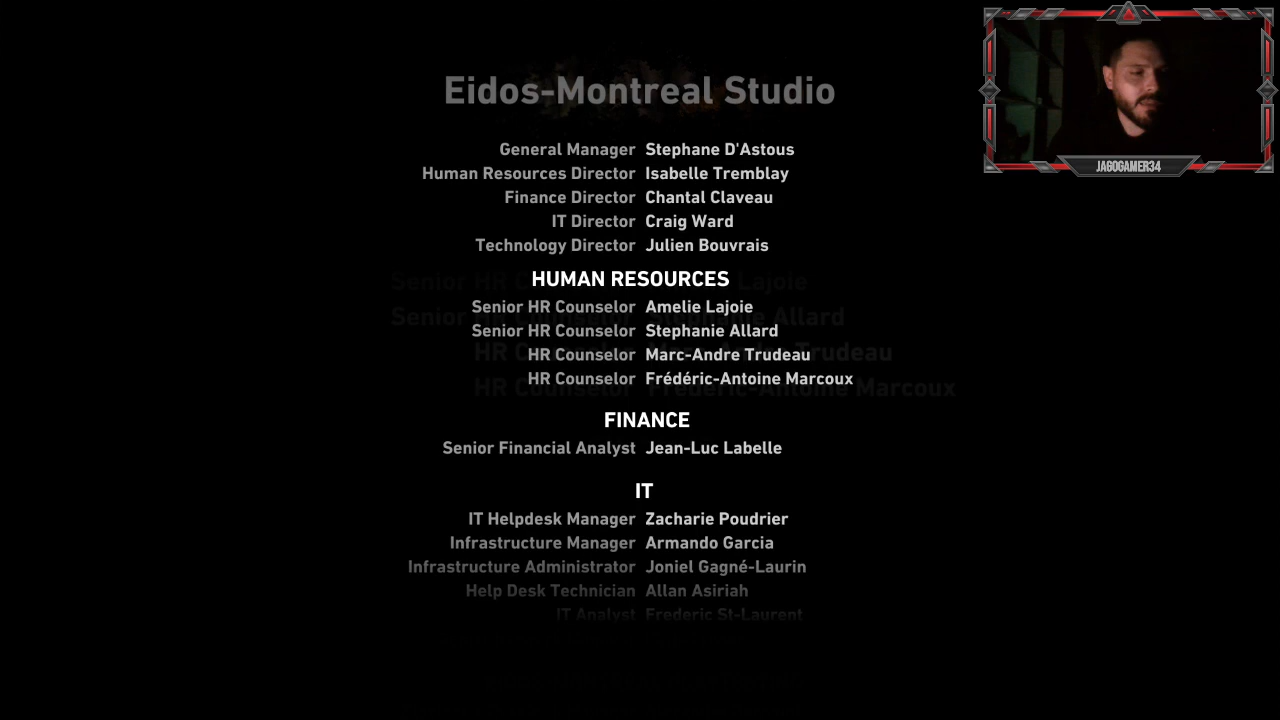 Eidos-Montreal Studio
General Manager Stephane D'Astous
Human Resources Director Isabelle Tremblay
Finance Director Chantal Claveau
IT Director Craig Ward
Technology Director Julien Bouvrais
HUMAN RESOURCES
Senior HR Counselor Amelie Lajoie
Senior HR Counselor Stephanie Allard
HR Counselor Marc-Andre Trudeau
HR Counselor Frédéric-Antoine Marcoux
FINANCE
Senior Financial Analyst Jean-Luc Labelle
IT
IT Helpdesk Manager Zacharie Poudrier
Infrastructure Manager Armando Garcia
Infrastructure Administrator Joniel Gagné-Laurin
Help Desk Technician Allan Asiriah
IT Analyst Frederic St-Laurent
JAGOGAMER34